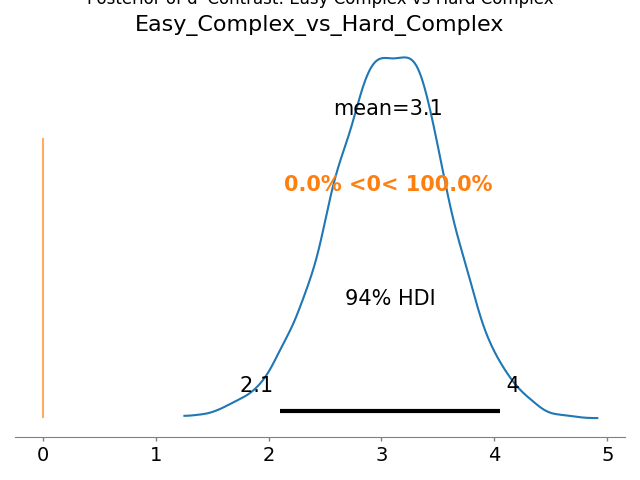 Posterior of d' Contrast: Easy Complex vs Hard Complex
Easy_Complex_vs_Hard_Complex
mean=3.1
0.0% <0< 100.0%
94% HDI
2.1 4
0 1 2 3 4 5